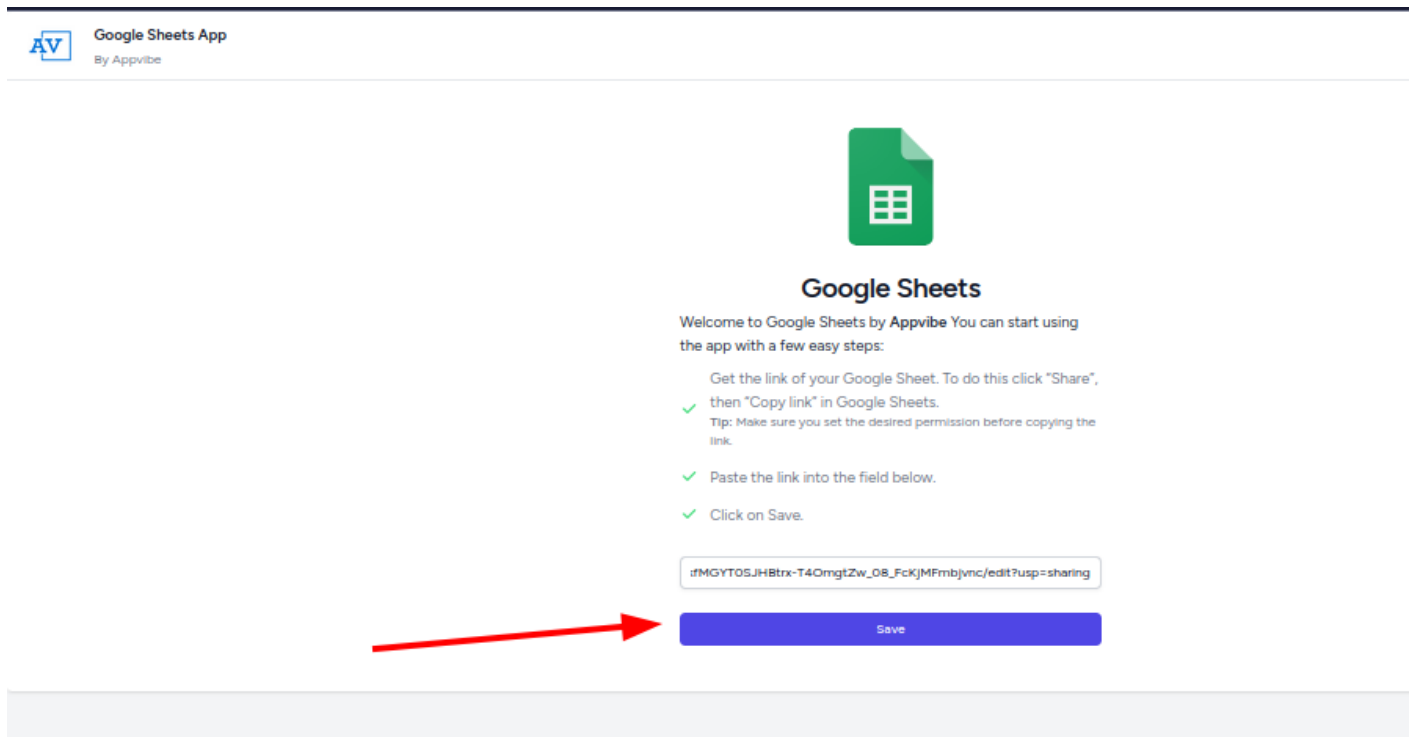 AV
Google Sheets App
By Appvibe
Google Sheets
Welcome to Google Sheets by Appvibe You can start using
the app with a few easy steps:
Get the link of your Google Sheet. To do this click "Share",
then "Copy link" in Google Sheets.
Tip: Make sure you set the desired permission before copying the
link.
Paste the link into the field below.
Click on Save.
:fMGYT0SJHBtrx-T4OmgtZw_08_FcKjMFmbjvnc/edit?usp=sharing
Save